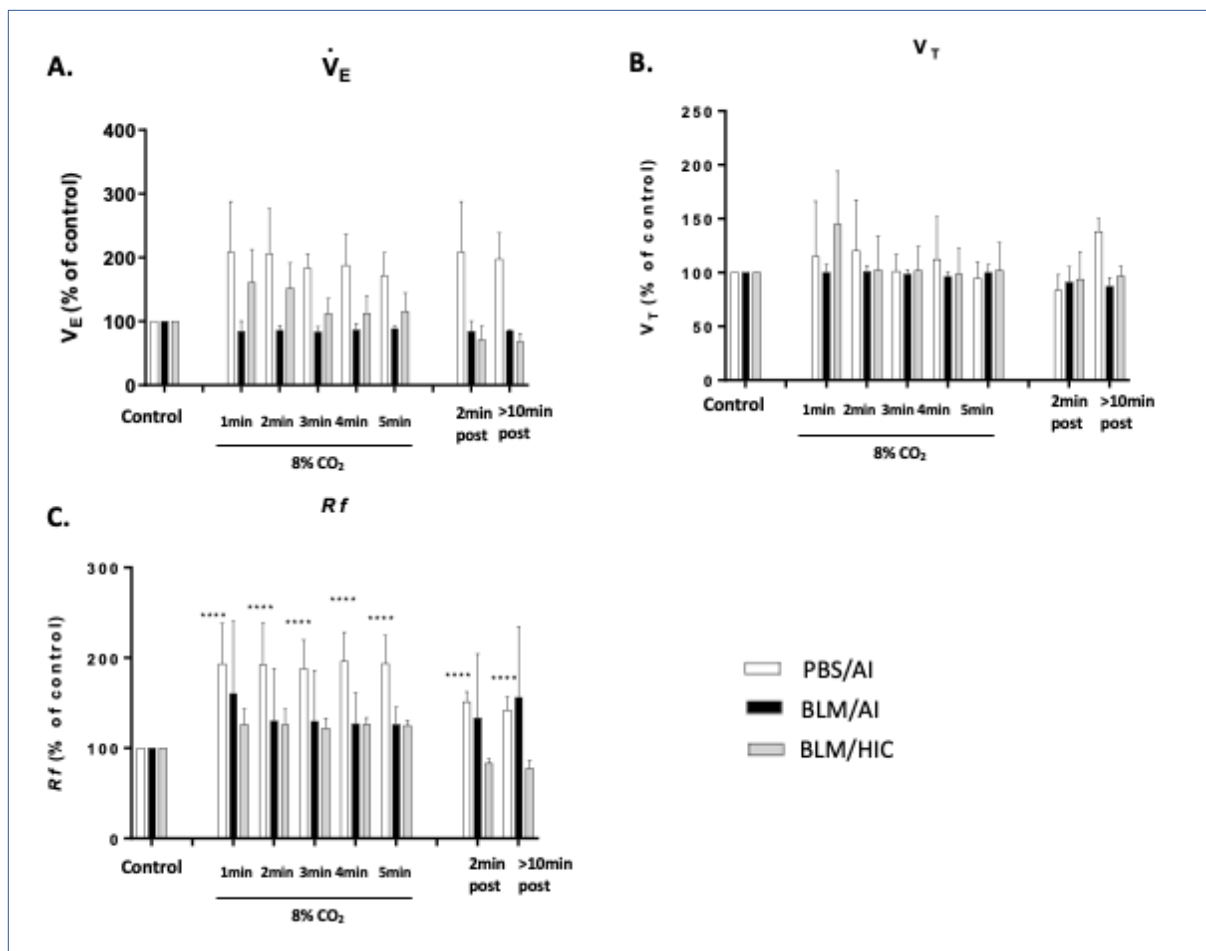 A.
V̇E
VE (% of control)
400
300
200
100
0
Control
1min 2min 3min 4min 5min
8% CO2
2min post
>10min post
B.
VT
VT (% of control)
250
200
150
100
50
0
Control
1min 2min 3min 4min 5min
8% CO2
2min post
>10min post
C.
Rf
Rf (% of control)
300
200
100
0
**** **** **** **** **** **** ****
Control
1min 2min 3min 4min 5min
8% CO2
2min post
>10min post
PBS/AI
BLM/AI
BLM/HIC